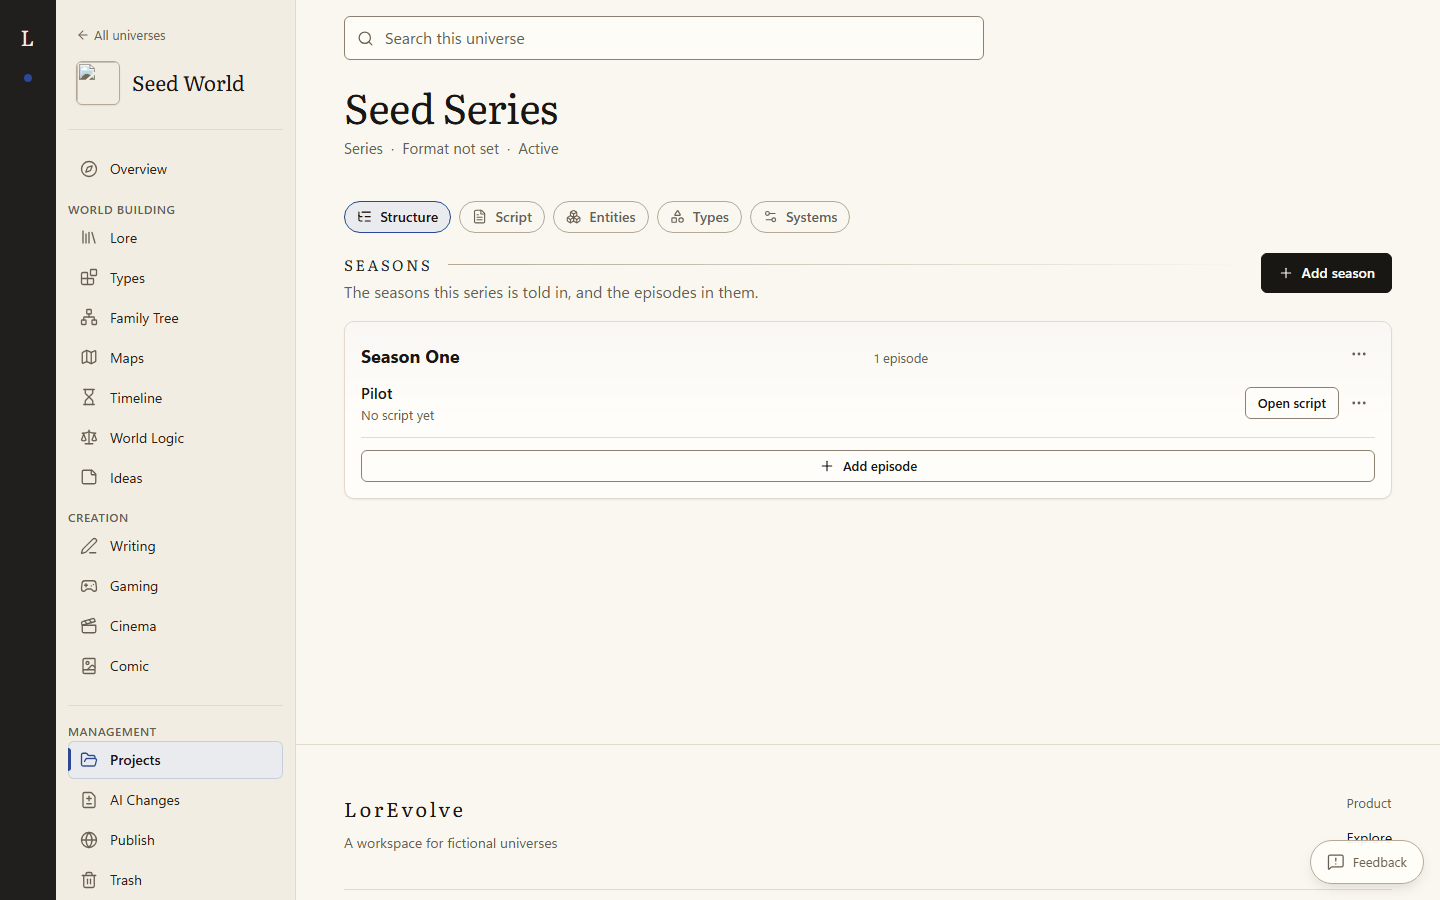 L
All universes
Seed World
Overview
WORLD BUILDING
Lore
Types
Family Tree
Maps
Timeline
World Logic
Ideas
CREATION
Writing
Gaming
Cinema
Comic
MANAGEMENT
Projects
AI Changes
Publish
Trash
Search this universe
Seed Series
Series · Format not set · Active
Structure
Script
Entities
Types
Systems
SEASONS
Add season
The seasons this series is told in, and the episodes in them.
Season One
1 episode
Pilot
No script yet
Open script
Add episode
LorEvolve
A workspace for fictional universes
Product
Explore
Feedback